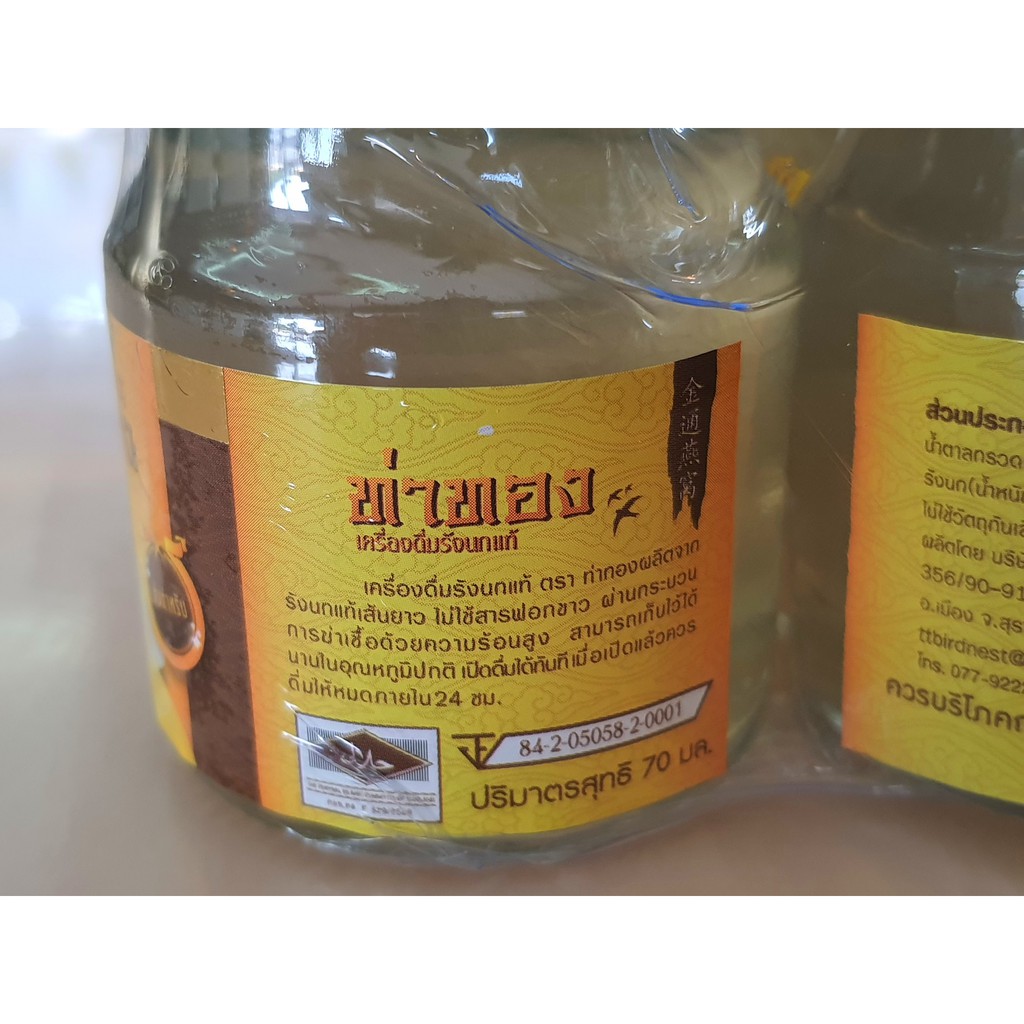 金通燕窩
ท่าทอง
เครื่องดื่มรังนกแท้
เครื่องดื่มรังนกแท้ ตรา ท่าทองผลิตจาก
รังนกแท้เส้นยาว ไม่ใช้สารฟอกขาว ผ่านกระบวน
การฆ่าเชื้อด้วยความร้อนสูง สามารถเก็บไว้ได้
นานในอุณหภูมิปกติ เปิดดื่มได้ทันทีเมื่อเปิดแล้วควร
ดื่มให้หมดภายใน 24 ชม.
حلال
84-2-05058-2-0001
ปริมาตรสุทธิ 70 มล.
ส่วนประก
น้ำตาลกรวด
รังนก(น้ำหนั
ไม่ใช้วัตถุกันเสี
ผลิตโดย บริษั
356/90-91
อ.เมือง จ.สุร
ttbirdnest@
โทร. 077-922
ควรบริโภคภ